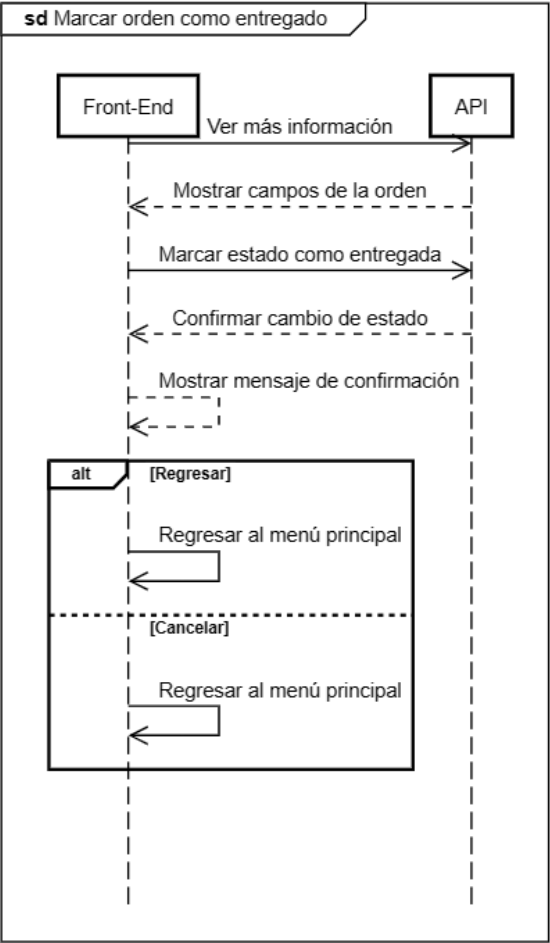 sd Marcar orden como entregado
Front-End
API
Ver más información
Mostrar campos de la orden
Marcar estado como entregada
Confirmar cambio de estado
Mostrar mensaje de confirmación
alt [Regresar]
Regresar al menú principal
[Cancelar]
Regresar al menú principal